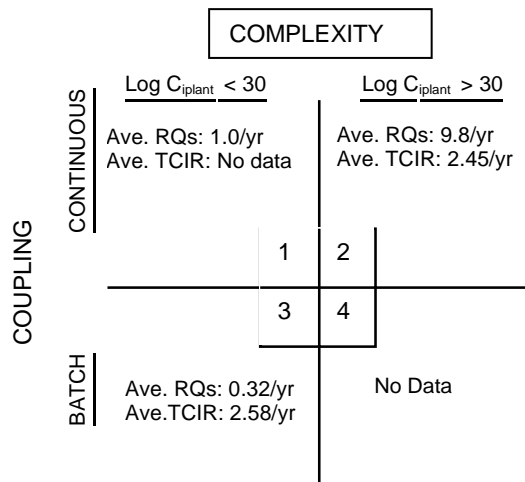 COMPLEXITY
Log Ciplant < 30
Log Ciplant > 30
COUPLING
CONTINUOUS
Ave. RQs: 1.0/yr
Ave. TCIR: No data
Ave. RQs: 9.8/yr
Ave. TCIR: 2.45/yr
1
2
3
4
BATCH
Ave. RQs: 0.32/yr
Ave.TCIR: 2.58/yr
No Data